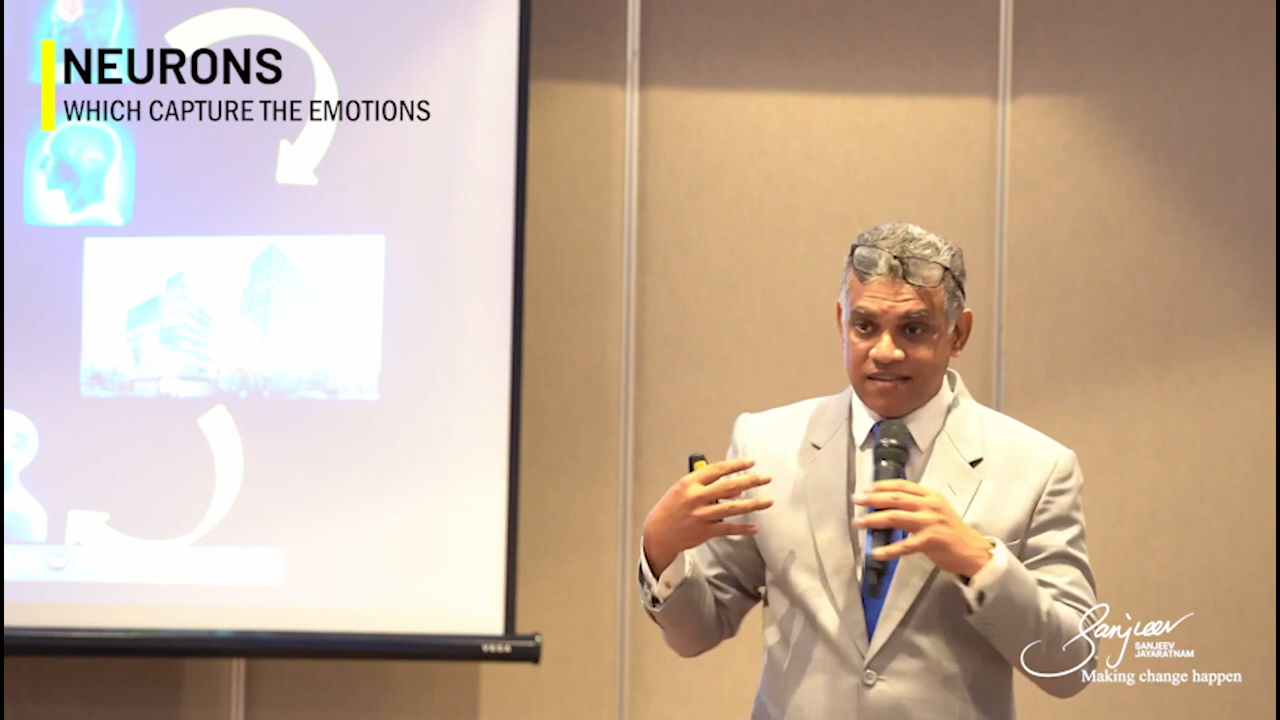 NEURONS
WHICH CAPTURE THE EMOTIONS
Sanjeev
SANJEEV
JAYARATNAM
Making change happen